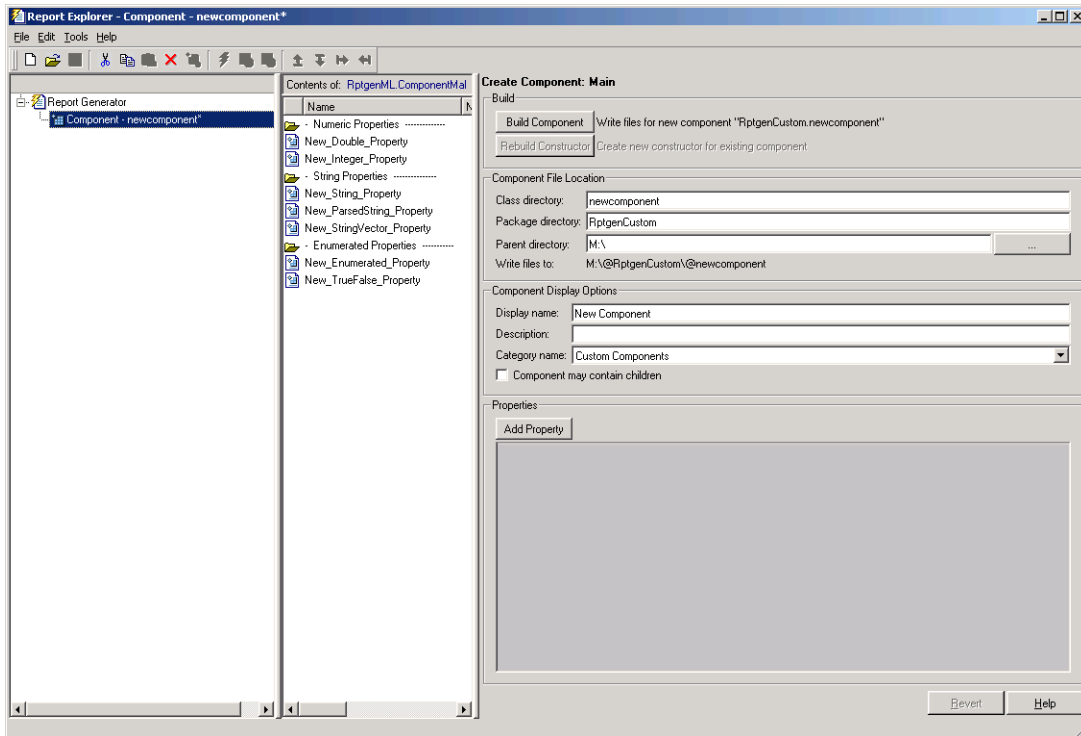 Report Explorer - Component - newcomponent*
File Edit Tools Help
Report Generator
Component - newcomponent*
Contents of: RptgenML.ComponentMal
Name N
- Numeric Properties -------------
New_Double_Property
New_Integer_Property
- String Properties --------------
New_String_Property
New_ParsedString_Property
New_StringVector_Property
- Enumerated Properties ----------
New_Enumerated_Property
New_TrueFalse_Property
Create Component: Main
Build
Build Component Write files for new component "RptgenCustom.newcomponent"
Rebuild Constructor Create new constructor for existing component
Component File Location
Class directory: newcomponent
Package directory: RptgenCustom
Parent directory: M:\ ...
Write files to: M:\@RptgenCustom\@newcomponent
Component Display Options
Display name: New Component
Description:
Category name: Custom Components
Component may contain children
Properties
Add Property
Revert Help